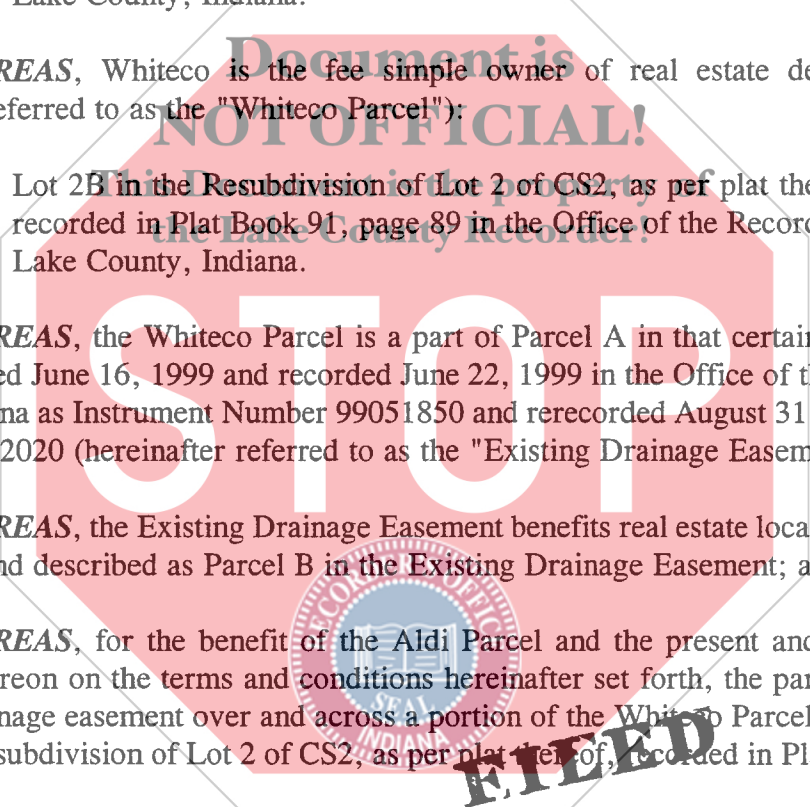 Lake County, Indiana.
REAS, Whiteco is the fee simple owner of real estate de
eferred to as the "Whiteco Parcel"):
Document is
NOT OFFICIAL!
This Document is the property of
the Lake County Recorder!
Lot 2B in the Resubdivision of Lot 2 of CS2, as per plat the
recorded in Plat Book 91, page 89 in the Office of the Recor
Lake County, Indiana.
STOP
REAS, the Whiteco Parcel is a part of Parcel A in that certai
ed June 16, 1999 and recorded June 22, 1999 in the Office of t
na as Instrument Number 99051850 and rerecorded August 31
2020 (hereinafter referred to as the "Existing Drainage Easem
REAS, the Existing Drainage Easement benefits real estate loca
nd described as Parcel B in the Existing Drainage Easement; a
REAS, for the benefit of the Aldi Parcel and the present and
reon on the terms and conditions hereinafter set forth, the par
nage easement over and across a portion of the Whiteco Parcel
subdivision of Lot 2 of CS2, as per plat thereof, recorded in Pl
RECORDER'S OFFICE
SEAL
INDIANA
FILED